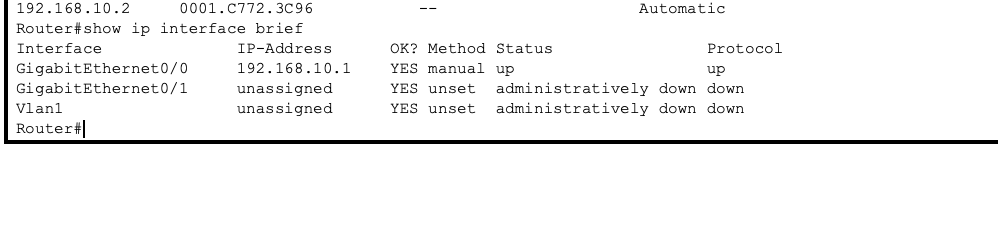 192.168.10.2     0001.C772.3C96           --                     Automatic
Router#show ip interface brief
Interface              IP-Address      OK? Method Status                Protocol
GigabitEthernet0/0     192.168.10.1    YES manual up                    up
GigabitEthernet0/1     unassigned      YES unset  administratively down down
Vlan1                  unassigned      YES unset  administratively down down
Router#